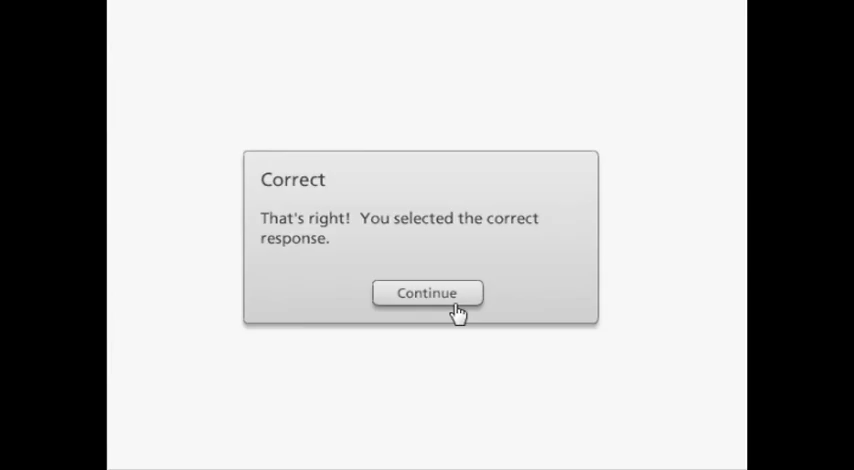 Correct
That's right!  You selected the correct
response.
Continue